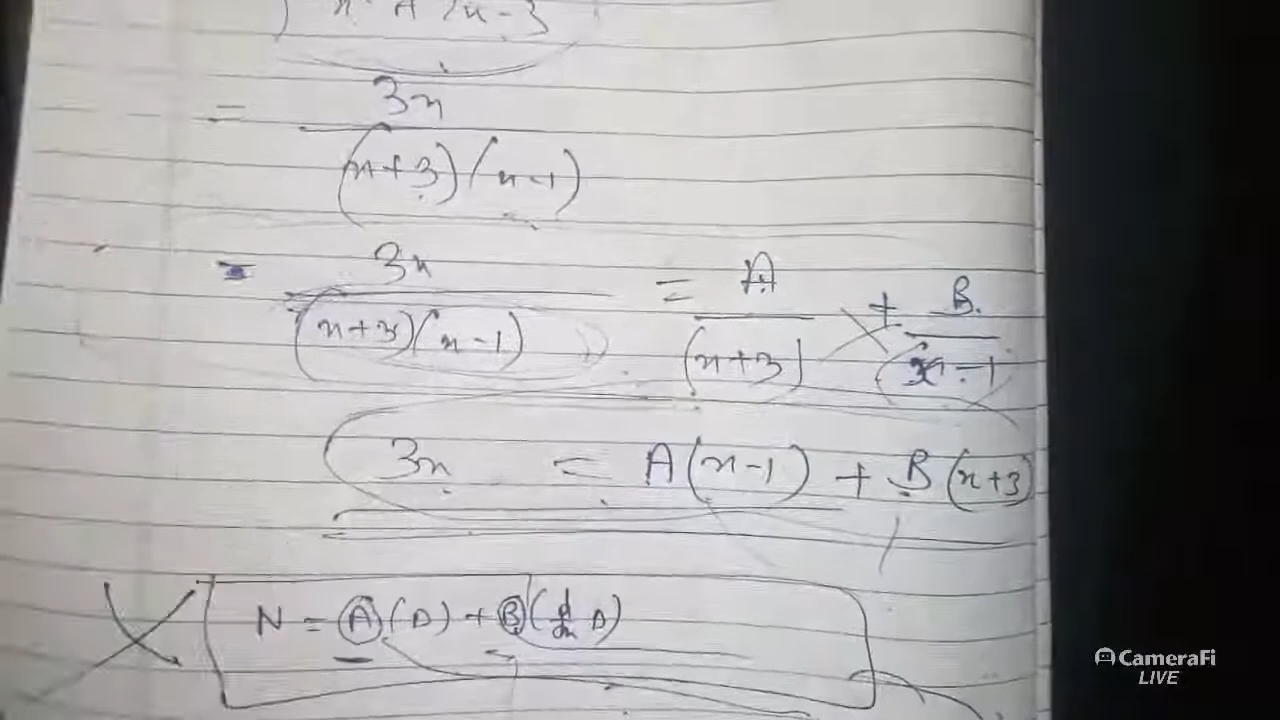 = 3x
(x+3)(x-1)
= 3x = A + B
(x+3)(x-1) (x+3) (x-1
3x = A(x-1) + B(x+3)
N = A(D) + B(d/dx D)
CameraFi
LIVE